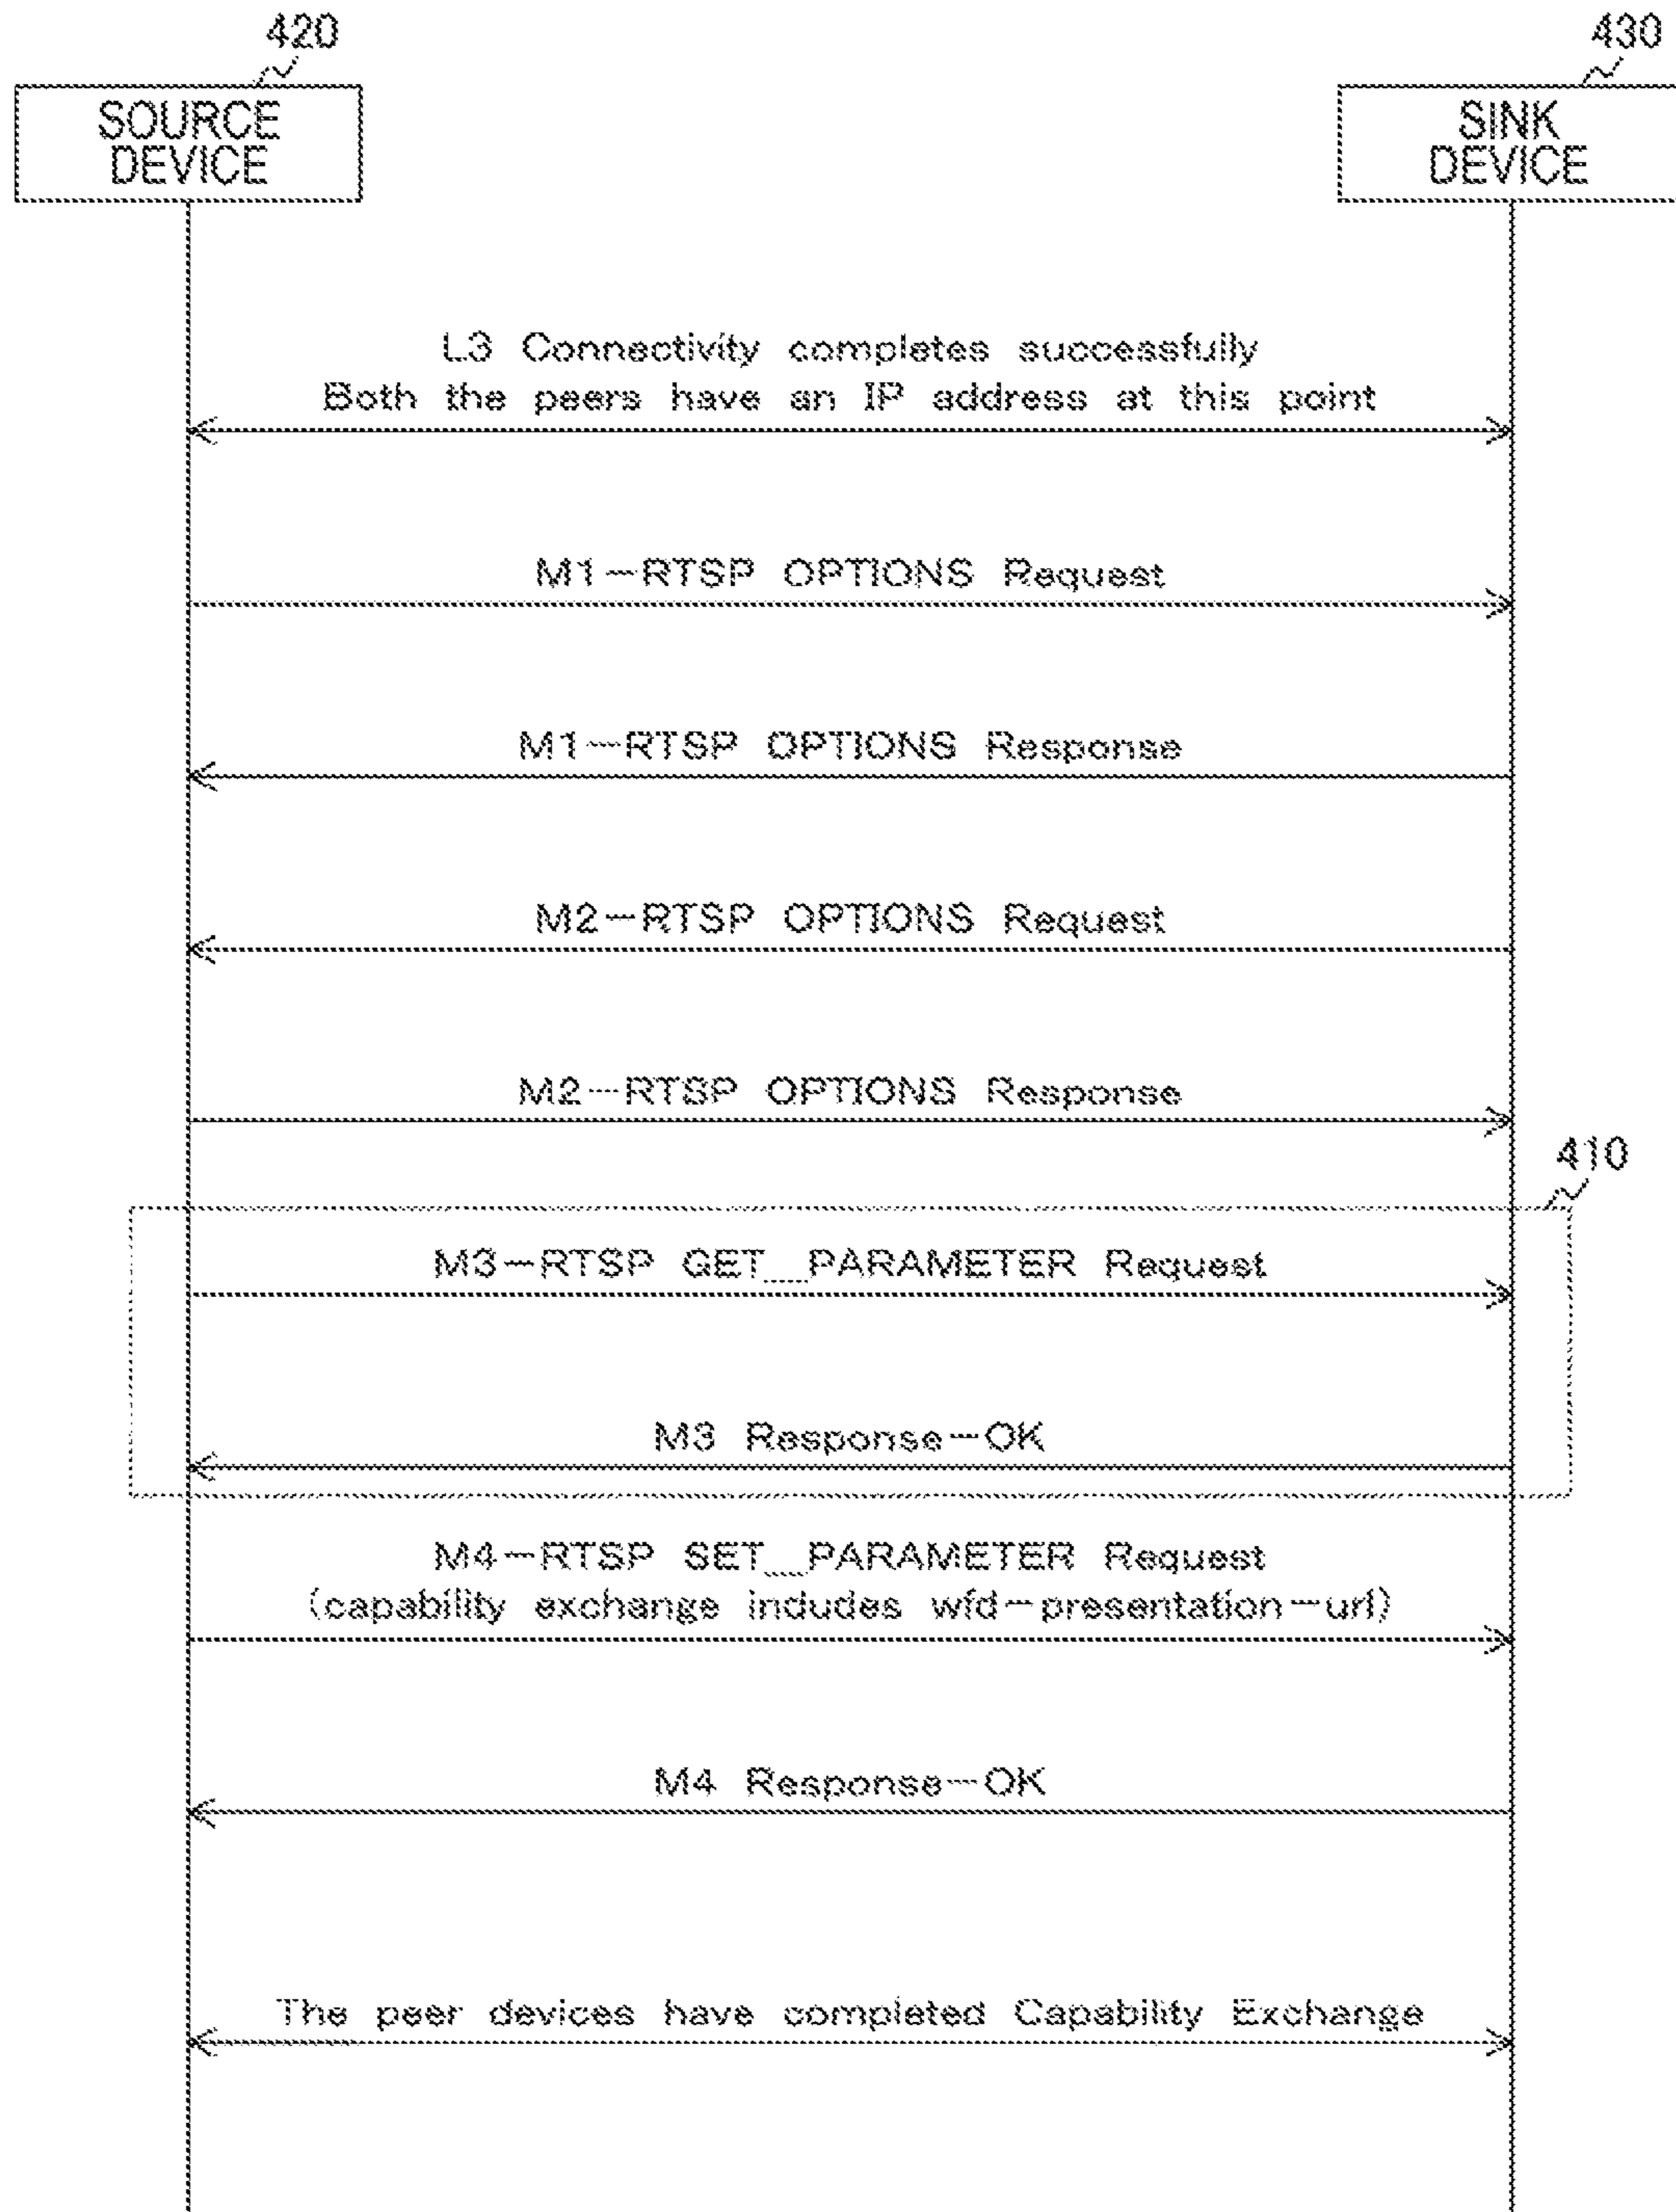 420
430
SOURCE
DEVICE
SINK
DEVICE
L3 Connectivity completes successfully
Both the peers have an IP address at this point
M1-RTSP OPTIONS Request
M1-RTSP OPTIONS Response
M2-RTSP OPTIONS Request
M2-RTSP OPTIONS Response
410
M3-RTSP GET_PARAMETER Request
M3 Response-OK
M4-RTSP SET_PARAMETER Request
(capability exchange includes wfd-presentation-url)
M4 Response-OK
The peer devices have completed Capability Exchange